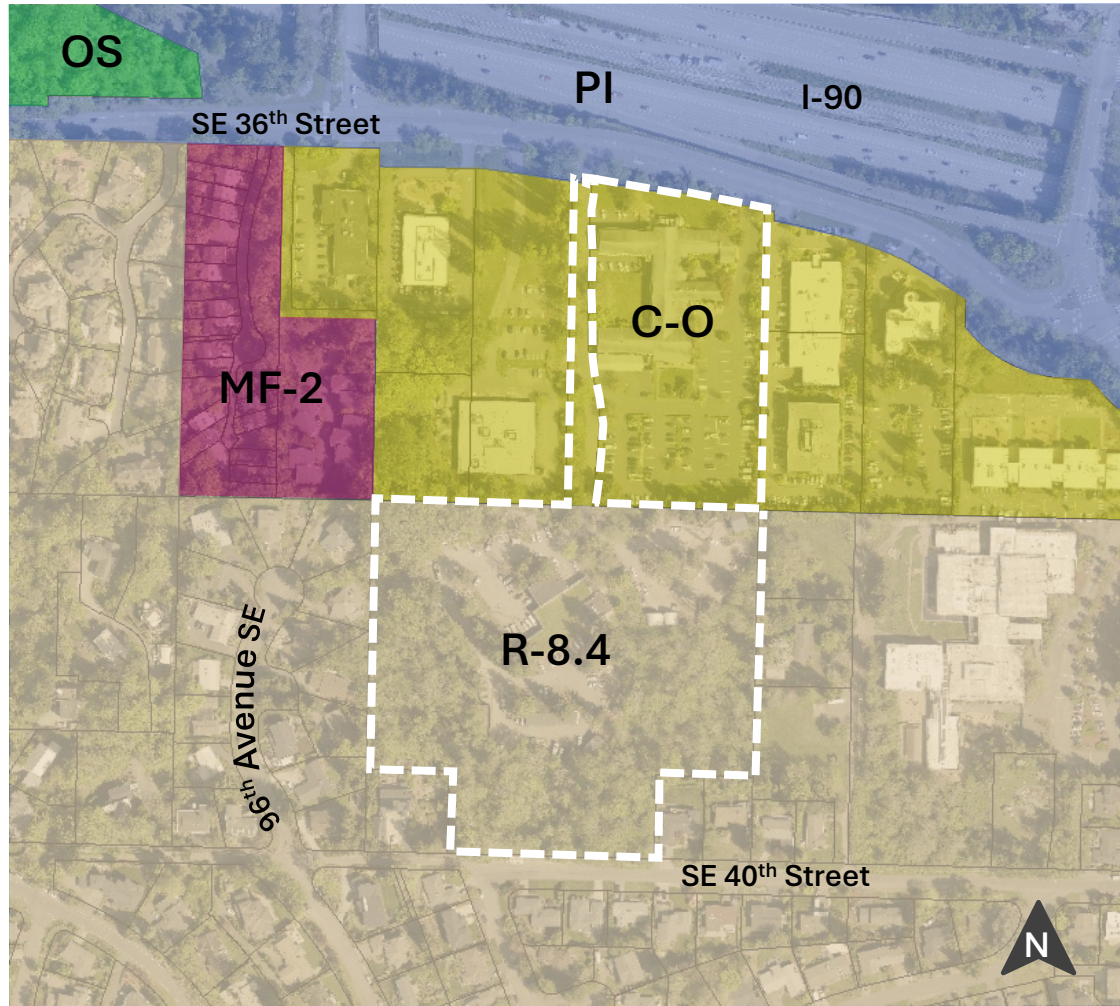 OS
PI
I-90
SE 36th Street
C-O
MF-2
R-8.4
96th Avenue SE
SE 40th Street
N